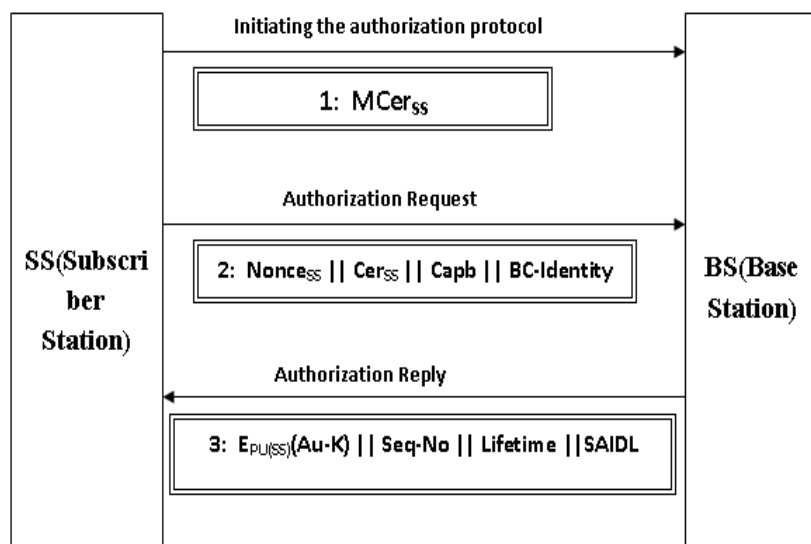 Initiating the authorization protocol
1: MCerSS
Authorization Request
2: NonceSS || CerSS || Capb || BC-Identity
SS(Subscri
ber
Station)
BS(Base
Station)
Authorization Reply
3: EPU(SS)(Au-K) || Seq-No || Lifetime ||SAIDL